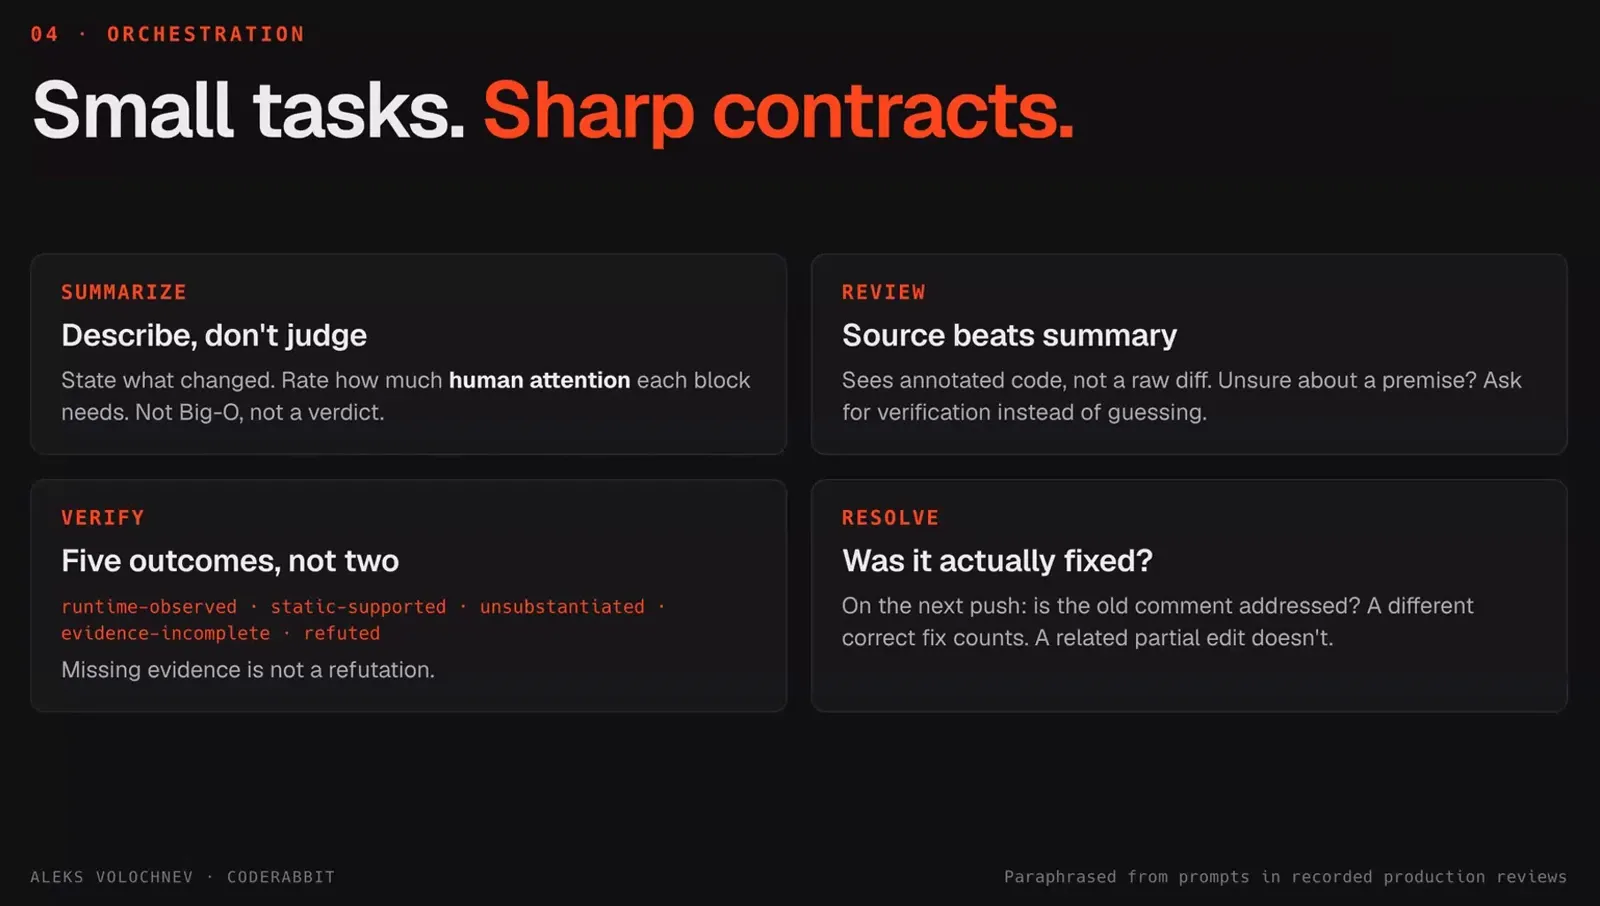 04 · ORCHESTRATION
Small tasks. Sharp contracts.
SUMMARIZE
Describe, don't judge
State what changed. Rate how much human attention each block
needs. Not Big-O, not a verdict.
REVIEW
Source beats summary
Sees annotated code, not a raw diff. Unsure about a premise? Ask
for verification instead of guessing.
VERIFY
Five outcomes, not two
runtime-observed · static-supported · unsubstantiated ·
evidence-incomplete · refuted
Missing evidence is not a refutation.
RESOLVE
Was it actually fixed?
On the next push: is the old comment addressed? A different
correct fix counts. A related partial edit doesn't.
ALEKS VOLOCHNEV · CODERABBIT
Paraphrased from prompts in recorded production reviews